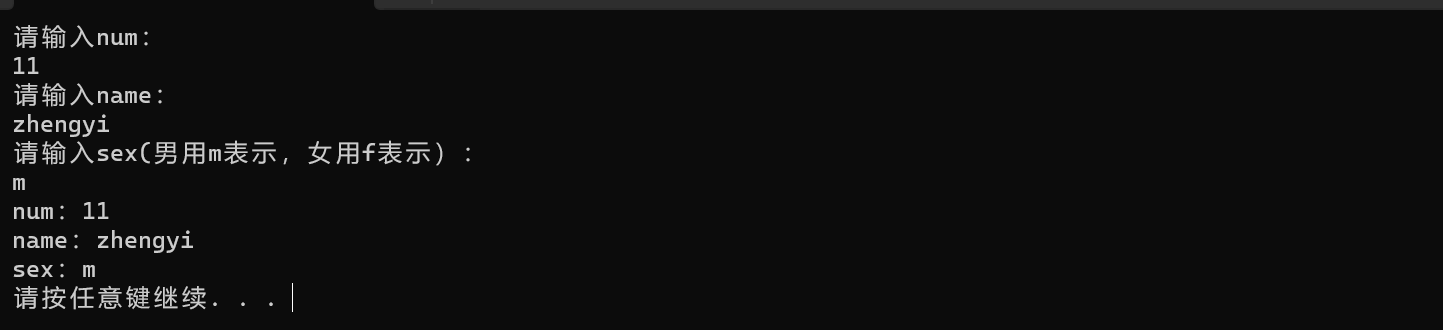 请输入num：
11
请输入name：
zhengyi
请输入sex(男用m表示，女用f表示）：
m
num：11
name：zhengyi
sex：m
请按任意键继续. . .